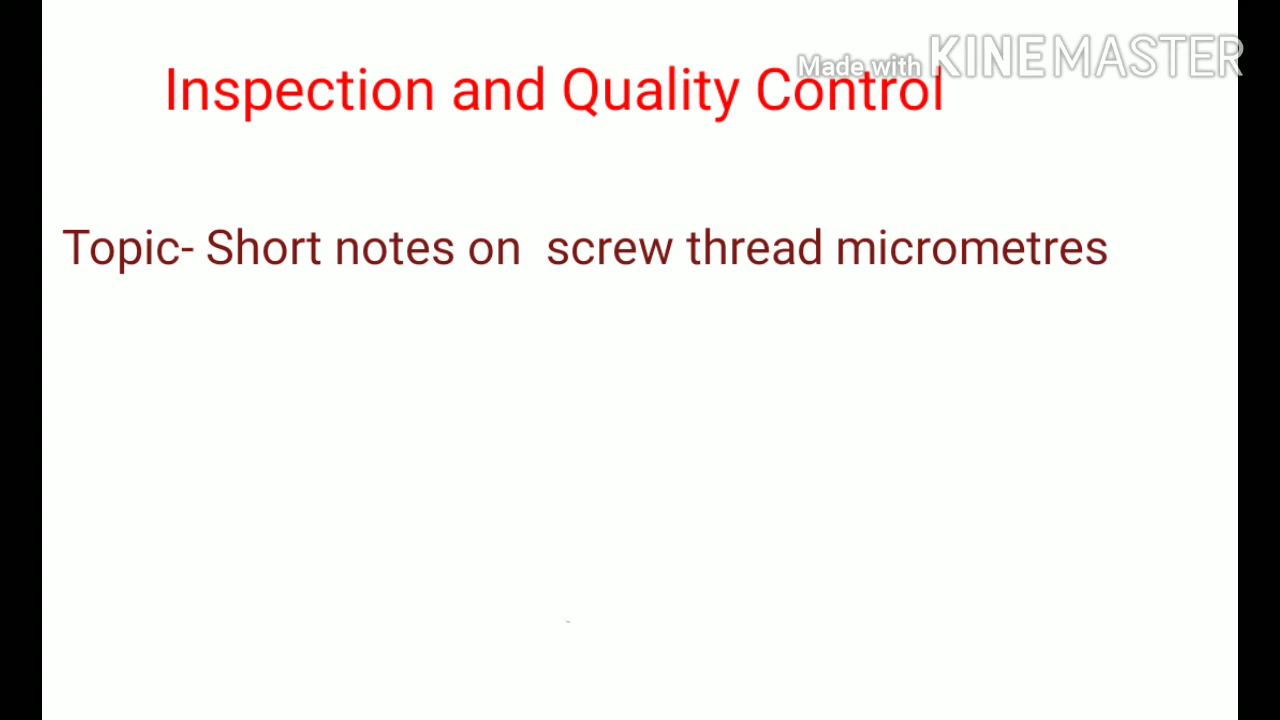 Made with KINEMASTER
Inspection and Quality Control
Topic- Short notes on screw thread micrometres